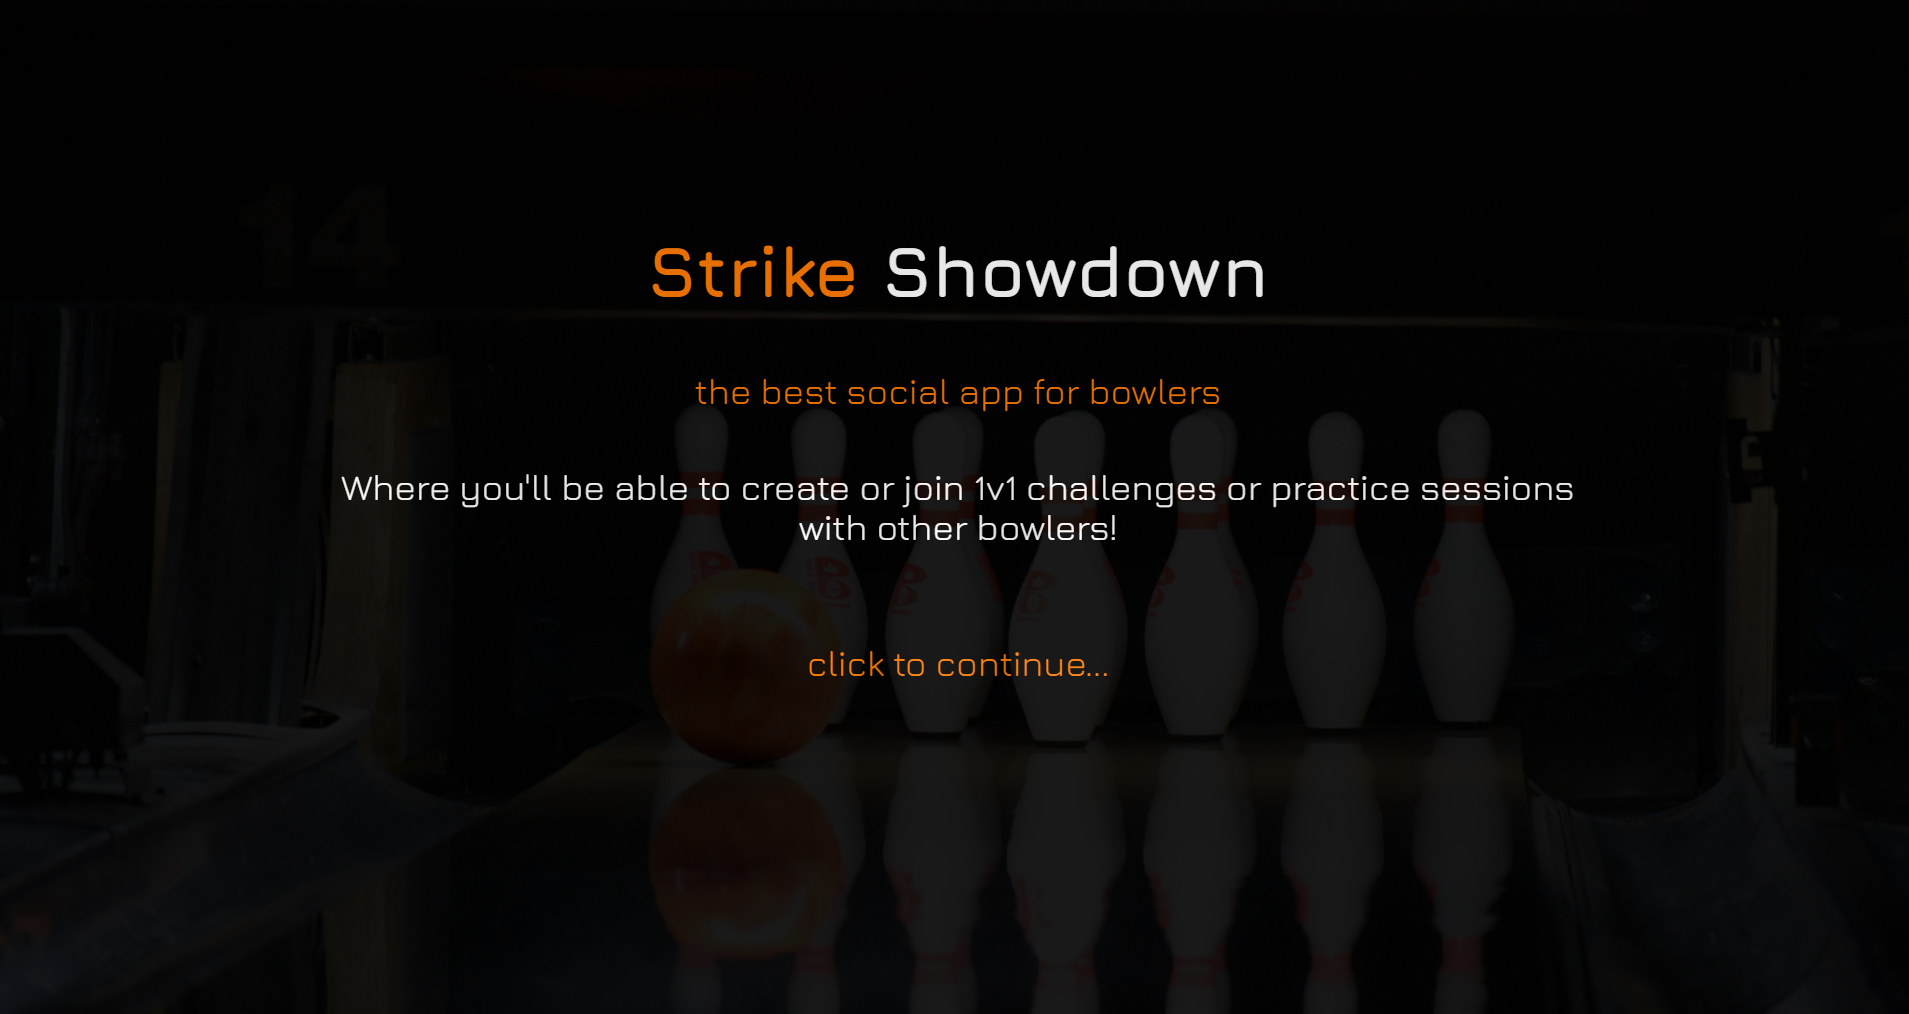 14
Strike Showdown
the best social app for bowlers
Where you'll be able to create or join 1v1 challenges or practice sessions
with other bowlers!
click to continue...